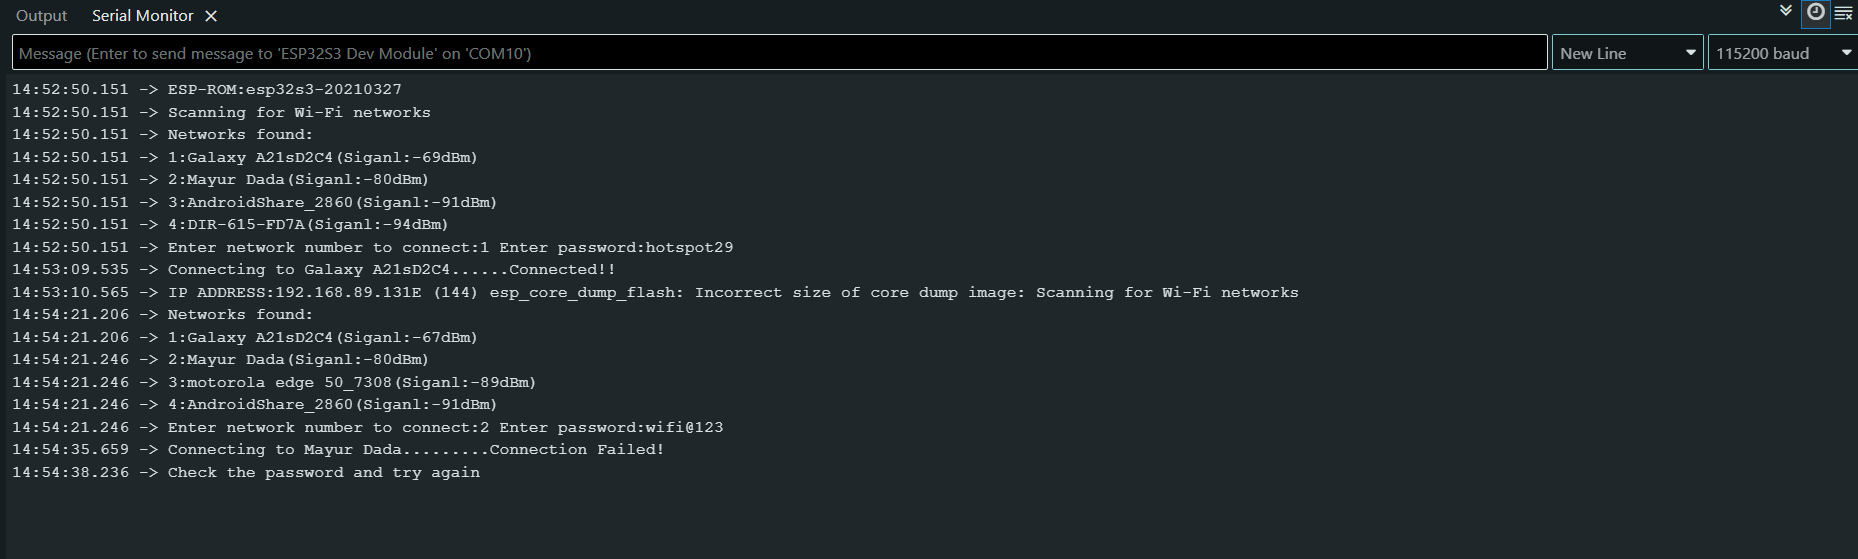 Output Serial Monitor
Message (Enter to send message to 'ESP32S3 Dev Module' on 'COM10') New Line 115200 baud
14:52:50.151 -> ESP-ROM:esp32s3-20210327
14:52:50.151 -> Scanning for Wi-Fi networks
14:52:50.151 -> Networks found:
14:52:50.151 -> 1:Galaxy A21sD2C4(Siganl:-69dBm)
14:52:50.151 -> 2:Mayur Dada(Siganl:-80dBm)
14:52:50.151 -> 3:AndroidShare_2860(Siganl:-91dBm)
14:52:50.151 -> 4:DIR-615-FD7A(Siganl:-94dBm)
14:52:50.151 -> Enter network number to connect:1 Enter password:hotspot29
14:53:09.535 -> Connecting to Galaxy A21sD2C4......Connected!!
14:53:10.565 -> IP ADDRESS:192.168.89.131E (144) esp_core_dump_flash: Incorrect size of core dump image: Scanning for Wi-Fi networks
14:54:21.206 -> Networks found:
14:54:21.206 -> 1:Galaxy A21sD2C4(Siganl:-67dBm)
14:54:21.246 -> 2:Mayur Dada(Siganl:-80dBm)
14:54:21.246 -> 3:motorola edge 50_7308(Siganl:-89dBm)
14:54:21.246 -> 4:AndroidShare_2860(Siganl:-91dBm)
14:54:21.246 -> Enter network number to connect:2 Enter password:wifi@123
14:54:35.659 -> Connecting to Mayur Dada.........Connection Failed!
14:54:38.236 -> Check the password and try again